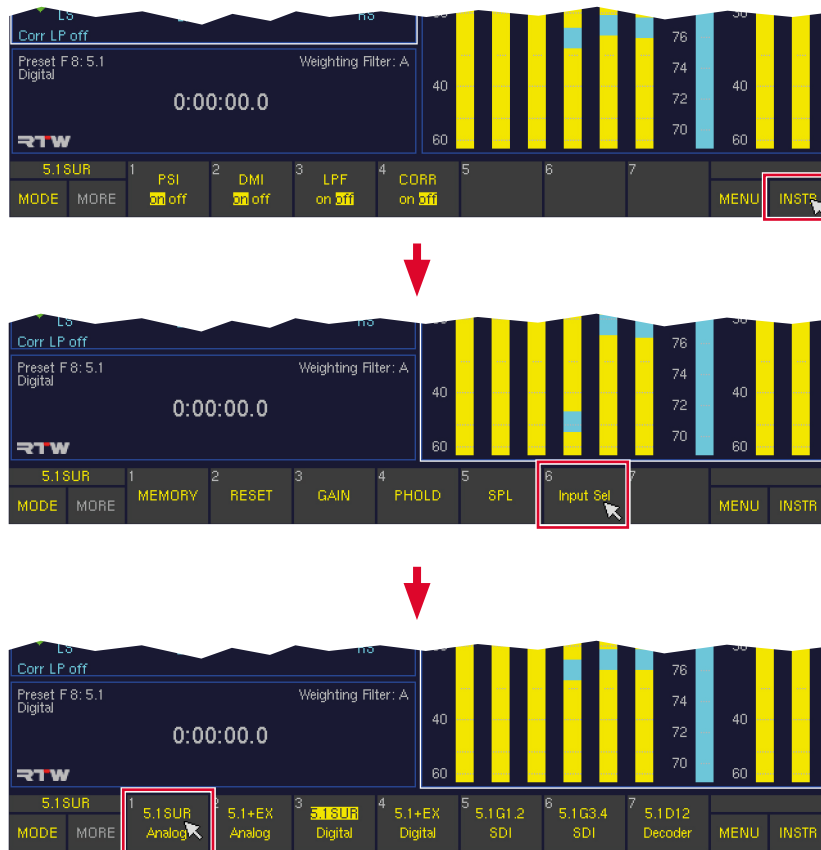 LS RS 50
Corr LP off 76
Preset F 8: 5.1 Weighting Filter: A 74
Digital
40 72 40
0:00:00.0
70
RTW 60 60
5.1SUR 1 2 3 4 5 6 7
PSI DMI LPF CORR
MODE MORE on off on off on off on off MENU INSTR
LS RS
Corr LP off 76
Preset F 8: 5.1 Weighting Filter: A 74
Digital
40 72 40
0:00:00.0
70
RTW 60 60
5.1SUR 1 2 3 4 5 6 7
MEMORY RESET GAIN PHOLD SPL Input Sel
MODE MORE MENU INSTR
LS RS
Corr LP off 76
Preset F 8: 5.1 Weighting Filter: A 74
Digital
40 72 40
0:00:00.0
70
RTW 60 60
5.1SUR 1 2 3 4 5 6 7
5.1SUR 5.1+EX 5.1SUR 5.1+EX 5.1G1.2 5.1G3.4 5.1D12
MODE MORE Analog Analog Digital Digital SDI SDI Decoder MENU INSTR